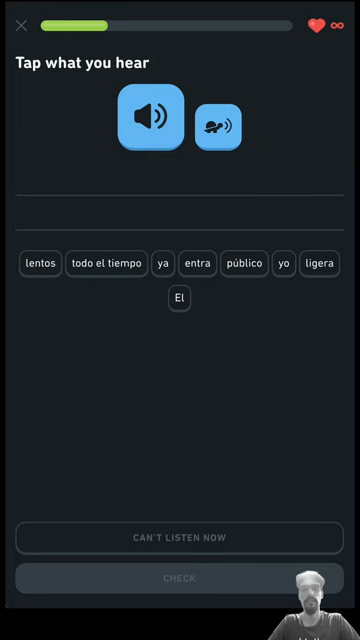 Tap what you hear
lentos todo el tiempo ya entra público yo ligera
El
CAN'T LISTEN NOW
CHECK